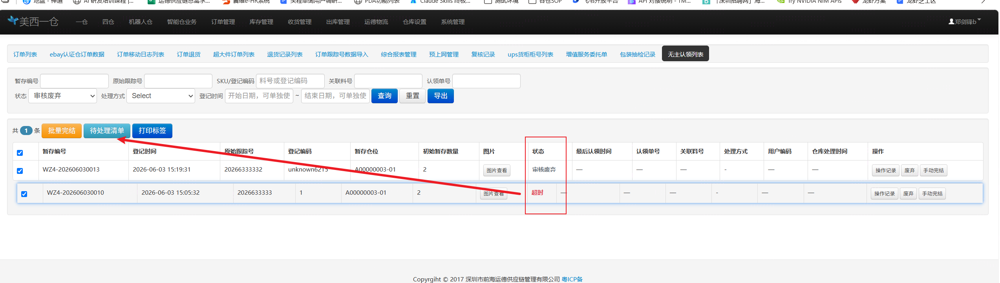 地盘 - 禅道 AI 研发培训课程 |... 运德供应链总需求... 赛维e-HR系统 头程单询用户调研... PDA功能列表 Claude Skills 终极... 测试环境 谷仓SOP 飞书开放平台 API 对接说明 - TM... 「深圳招聘网」海... Try NVIDIA NIM APIs 龙虾方案 龙虾之士区
美西一仓 一仓 四仓 机器人仓 智能仓业务 订单管理 库存管理 收货管理 出库管理 运德物流 仓库设置 系统管理 郑剑锋b
订单列表 ebay认证仓订单数据 订单移动日志列表 订单退货 超大件订单列表 退货记录列表 订单跟踪号数据导入 综合报表管理 预上网管理 复核记录 ups货柜柜号列表 增值服务委托单 包装抽检记录 无主认领列表
暂存编号 原始跟踪号 SKU/登记编码 料号或登记编码 关联料号 认领单号
状态 审核废弃 处理方式 Select 登记时间 开始日期，可单独使 ~ 结束日期，可单独使 查询 重置 导出
共 1 条 批量完结 待处理清单 打印标签
暂存编号 登记时间 原始跟踪号 登记编码 暂存仓位 初始暂存数量 图片 状态 最后认领时间 认领单号 关联料号 处理方式 用户编码 仓库处理时间 操作
WZ4-202606030013 2026-06-03 15:19:31 20266333332 unknown6215 A00000003-01 2 图片查看 审核废弃 — — — - — — 操作记录 废弃 手动完结
WZ4-202606030010 2026-06-03 15:05:32 2026633333 1 A00000003-01 2 图片查看 超时 — — — - — — 操作记录 废弃 手动完结
Copyrgiht © 2017 深圳市前海运德供应链管理有限公司 粤ICP备